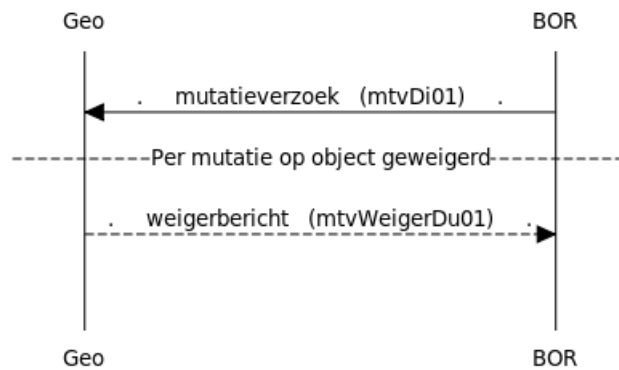 Geo BOR
. mutatieverzoek (mtvDi01) .
Per mutatie op object geweigerd
. weigerbericht (mtvWeigerDu01) .
Geo BOR